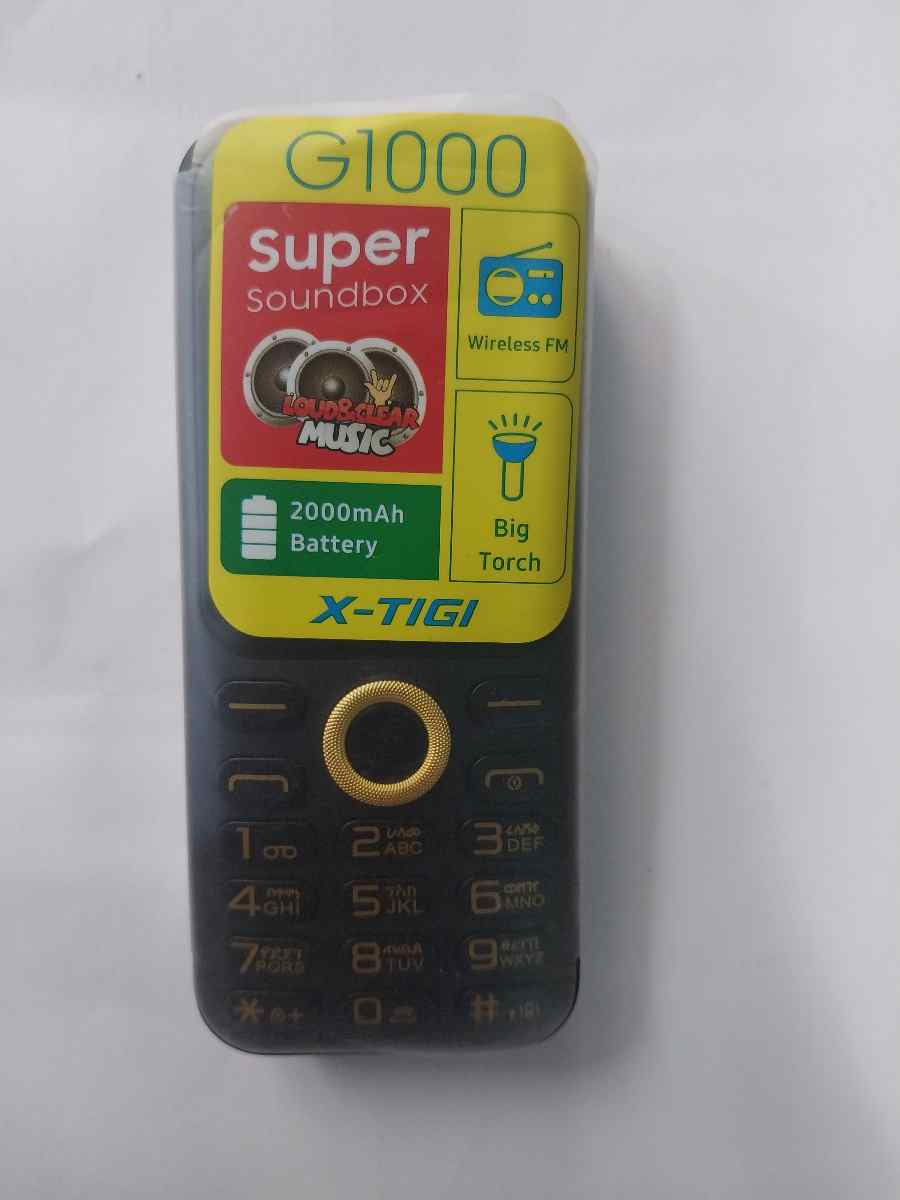 G1000
Super
Soundbox
LOUD&CLEAR
MUSIC
Wireless FM
2000mAh
Battery
Big
Torch
X-TIGI
1
2 ሀለሐመ ABC
3 DEF
4 GHI
5 JKL
6 MNO
7 PQRS
8 TUV
9 WXYZ
* +
0
#